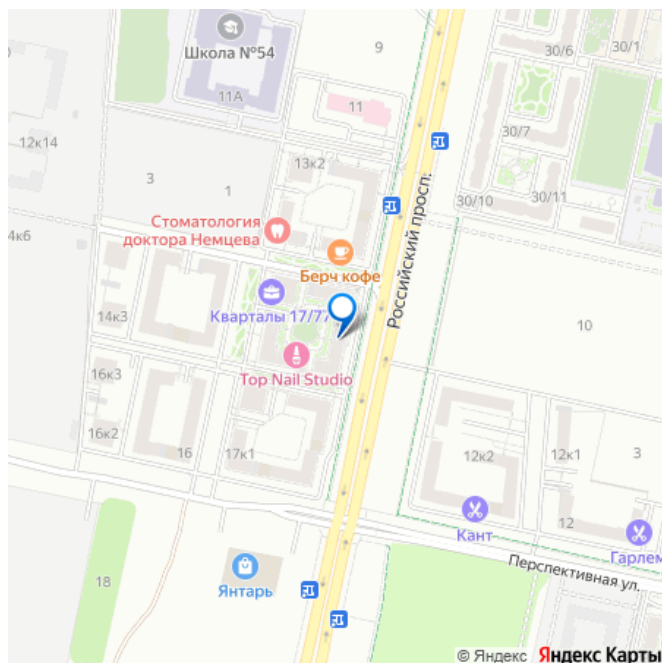 Школа №54
9
30/6
30/1
11А
11
30/7
12к14
13к2
3
1
30/10
30/11
Стоматология
доктора Немцева
4к6
Российский просп.
Берч кофе
Кварталы 17/77
14к3
10
Top Nail Studio
16к3
16к2
16
17к1
12к2
12к1
3
12
Кант
Гарлем
Перспективная ул.
18
Янтарь
© Яндекс Яндекс Карты